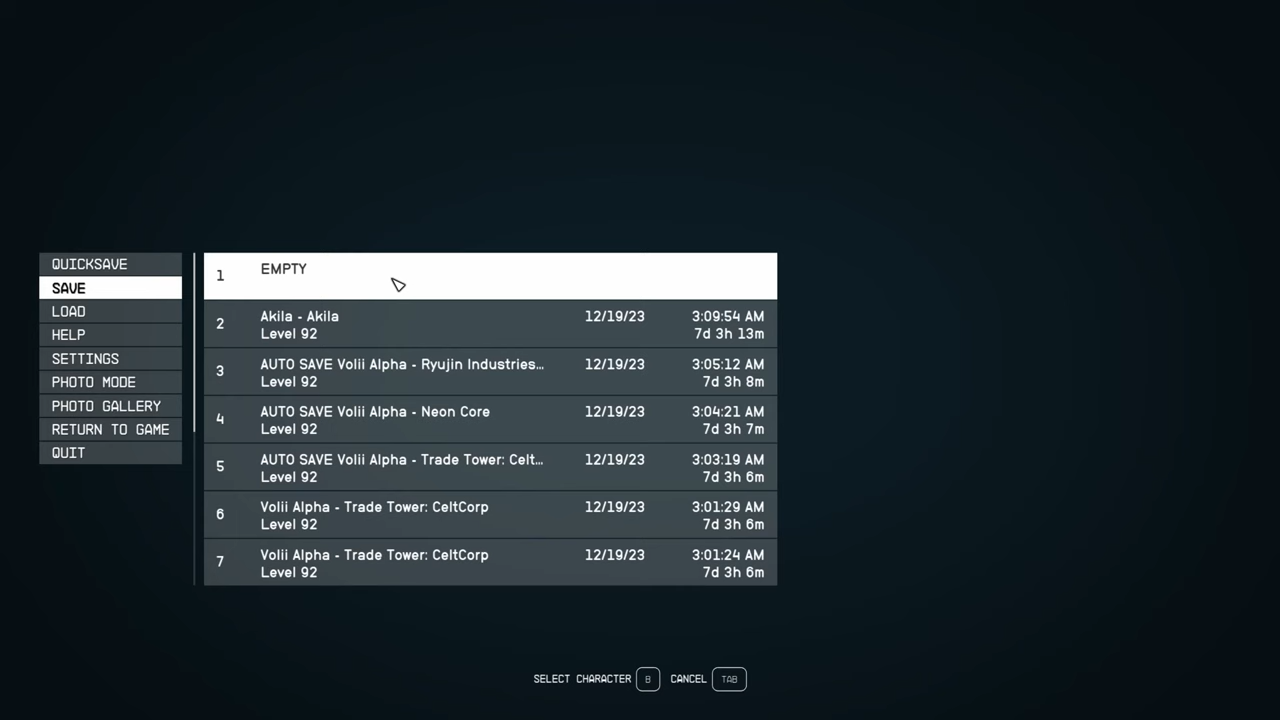 QUICKSAVE
SAVE
LOAD
HELP
SETTINGS
PHOTO MODE
PHOTO GALLERY
RETURN TO GAME
QUIT
1 EMPTY
2 Akila - Akila 12/19/23 3:09:54 AM
Level 92 7d 3h 13m
3 AUTO SAVE Volii Alpha - Ryujin Industries... 12/19/23 3:05:12 AM
Level 92 7d 3h 8m
4 AUTO SAVE Volii Alpha - Neon Core 12/19/23 3:04:21 AM
Level 92 7d 3h 7m
5 AUTO SAVE Volii Alpha - Trade Tower: Celt... 12/19/23 3:03:19 AM
Level 92 7d 3h 6m
6 Volii Alpha - Trade Tower: CeltCorp 12/19/23 3:01:29 AM
Level 92 7d 3h 6m
7 Volii Alpha - Trade Tower: CeltCorp 12/19/23 3:01:24 AM
Level 92 7d 3h 6m
SELECT CHARACTER B CANCEL TAB